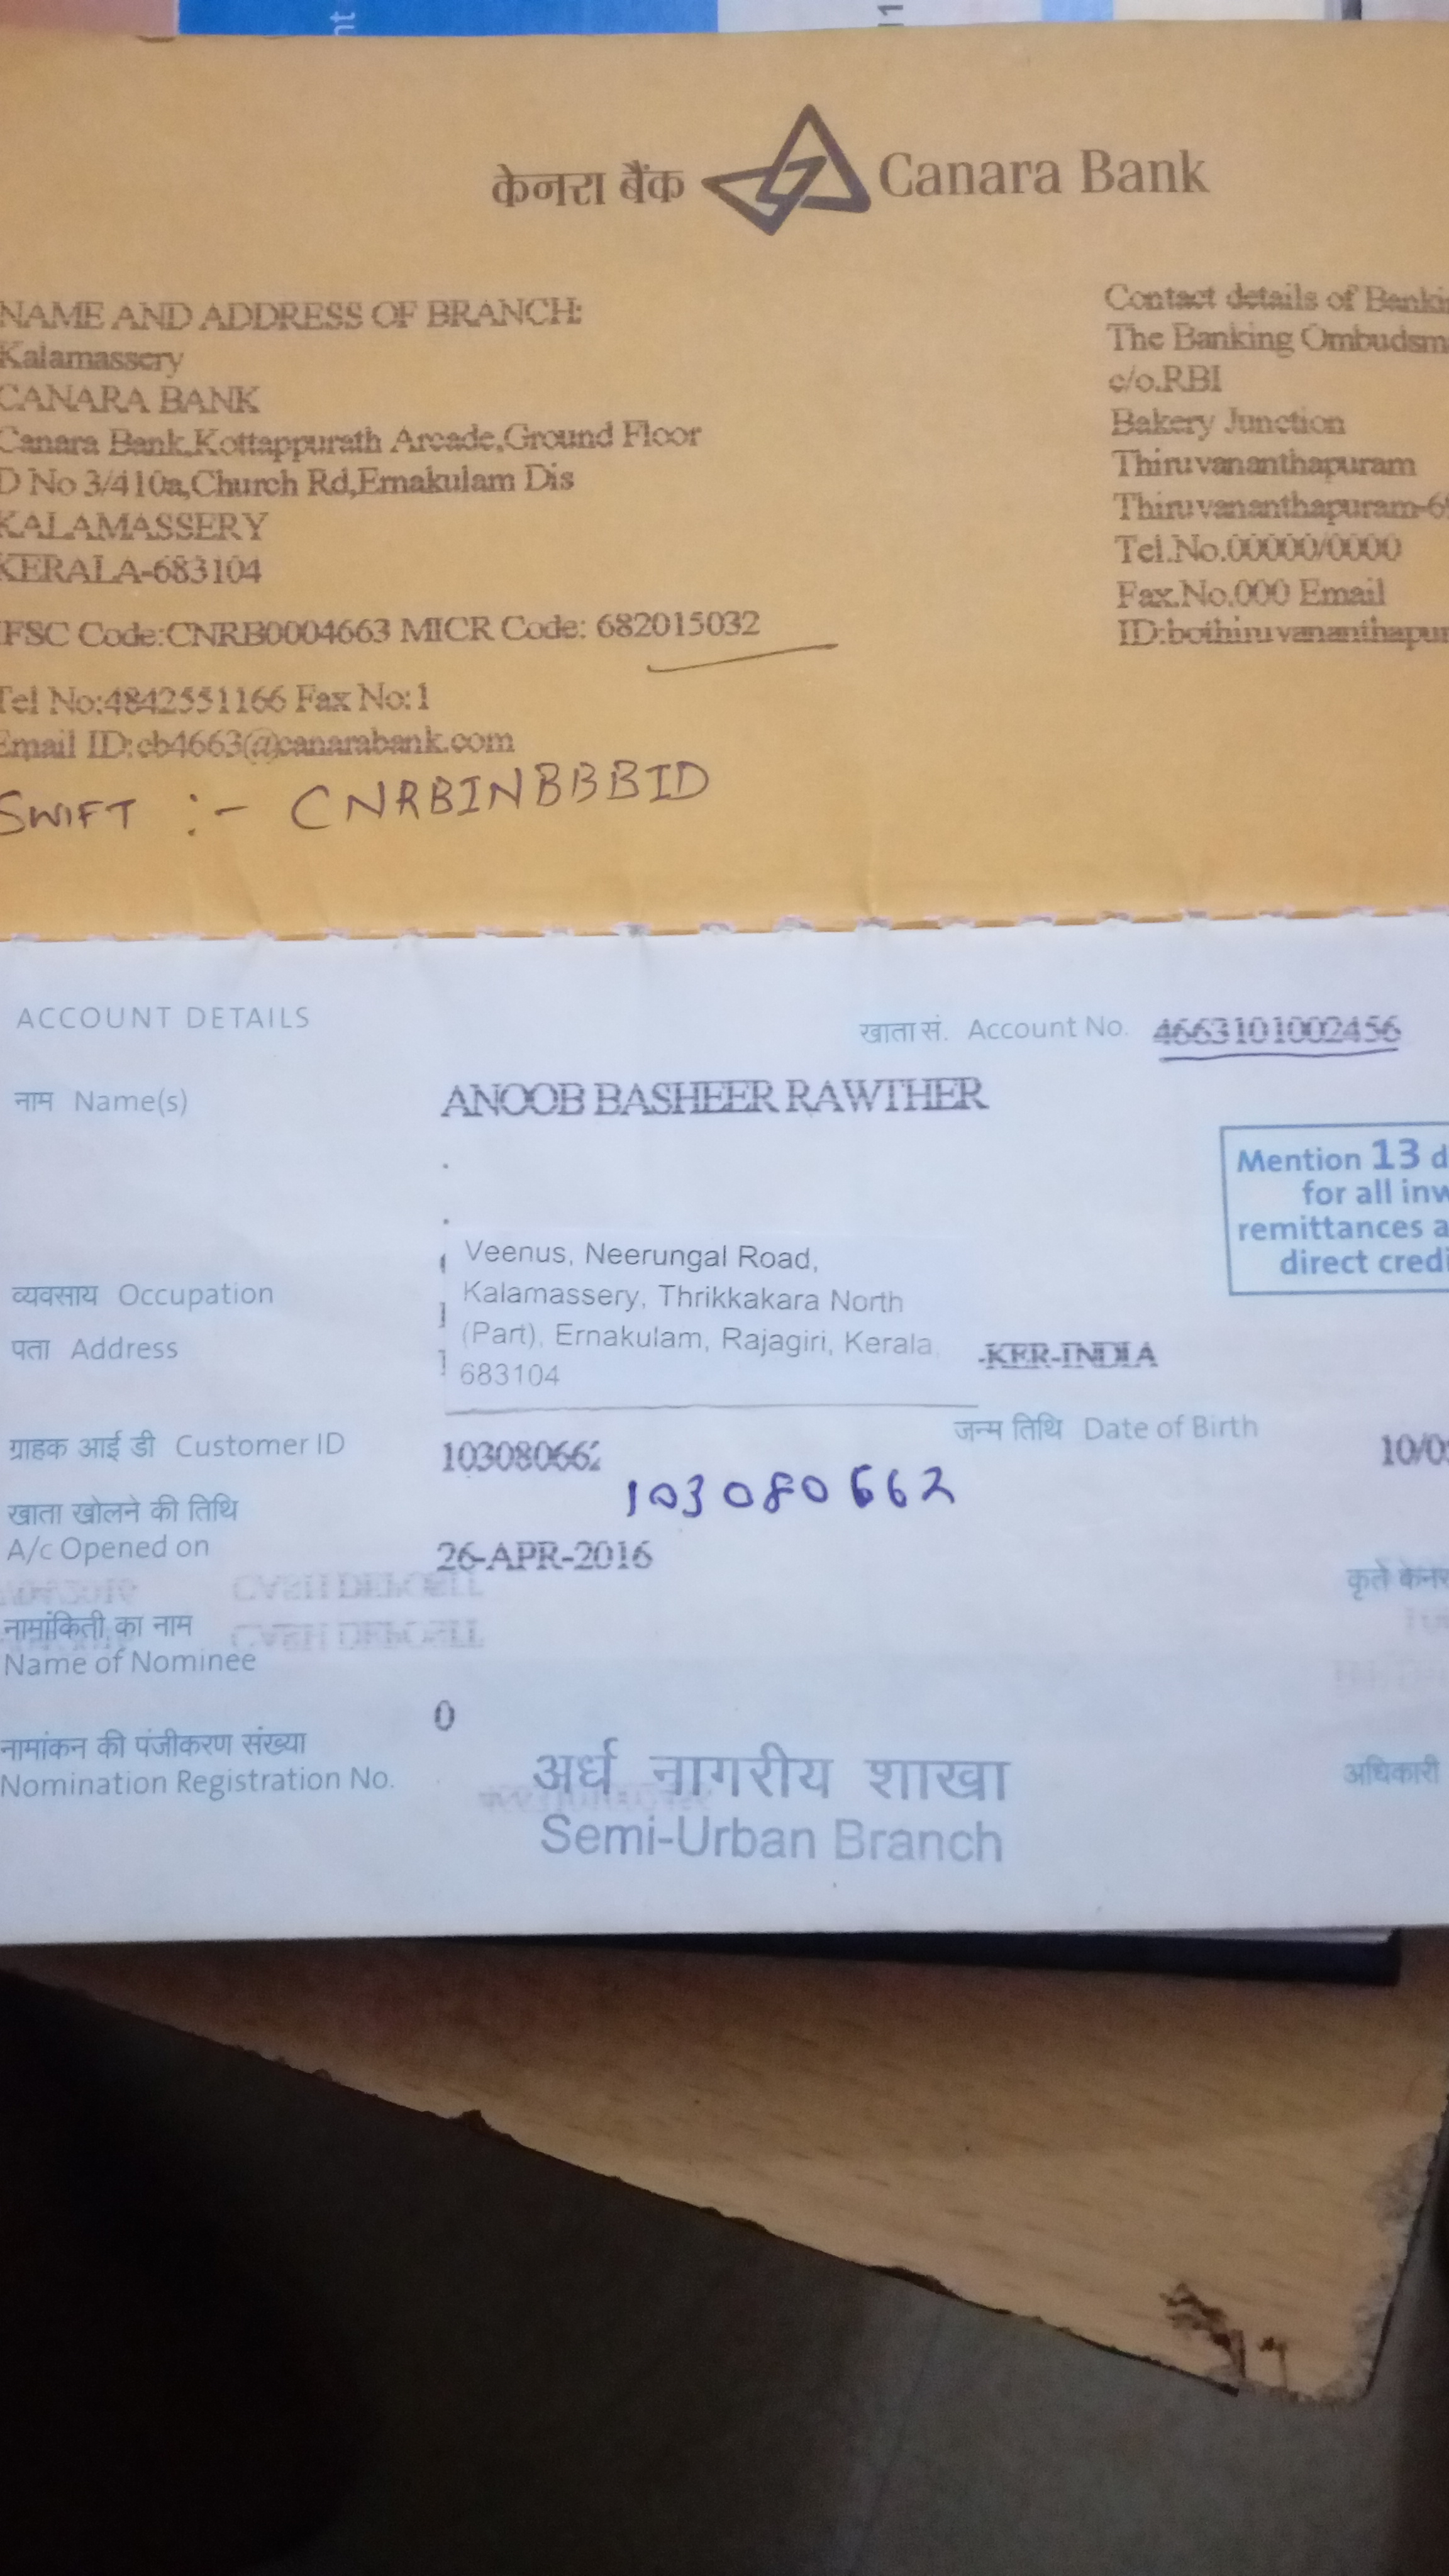 nt
केनरा बैंक Canara Bank
NAME AND ADDRESS OF BRANCH:
Kalamassery
CANARA BANK
Canara Bank,Kottappurath Arcade,Ground Floor
D No 3/410a,Church Rd,Ernakulam Dis
KALAMASSERY
KERALA-683104
IFSC Code:CNRB0004663 MICR Code: 682015032
Tel No:4842551166 Fax No:1
Email ID:cb4663@canarabank.com
SWIFT :- CNRBINBBBID
Contact details of Banki
The Banking Ombudsm
c/o.RBI
Bakery Junction
Thiruvananthapuram
Thiruvananthapuram-6
Tel.No.00000/0000
Fax.No.000 Email
ID:bothiruvananthapur
ACCOUNT DETAILS
खाता सं. Account No. 4663101002456
नाम Name(s) ANOOB BASHEER RAWTHER
Mention 13 d
for all inw
remittances a
direct credi
व्यवसाय Occupation
पता Address
Veenus, Neerungal Road,
Kalamassery, Thrikkakara North
(Part), Ernakulam, Rajagiri, Kerala,
683104
-KER-INDIA
ग्राहक आई डी Customer ID 103080662
103080662
जन्म तिथि Date of Birth 10/0
खाता खोलने की तिथि
A/c Opened on 26-APR-2016
कृते केनर
नामांकिती का नाम
Name of Nominee
0
नामांकन की पंजीकरण संख्या
Nomination Registration No.
अर्ध नागरीय शाखा
Semi-Urban Branch
अधिकारी